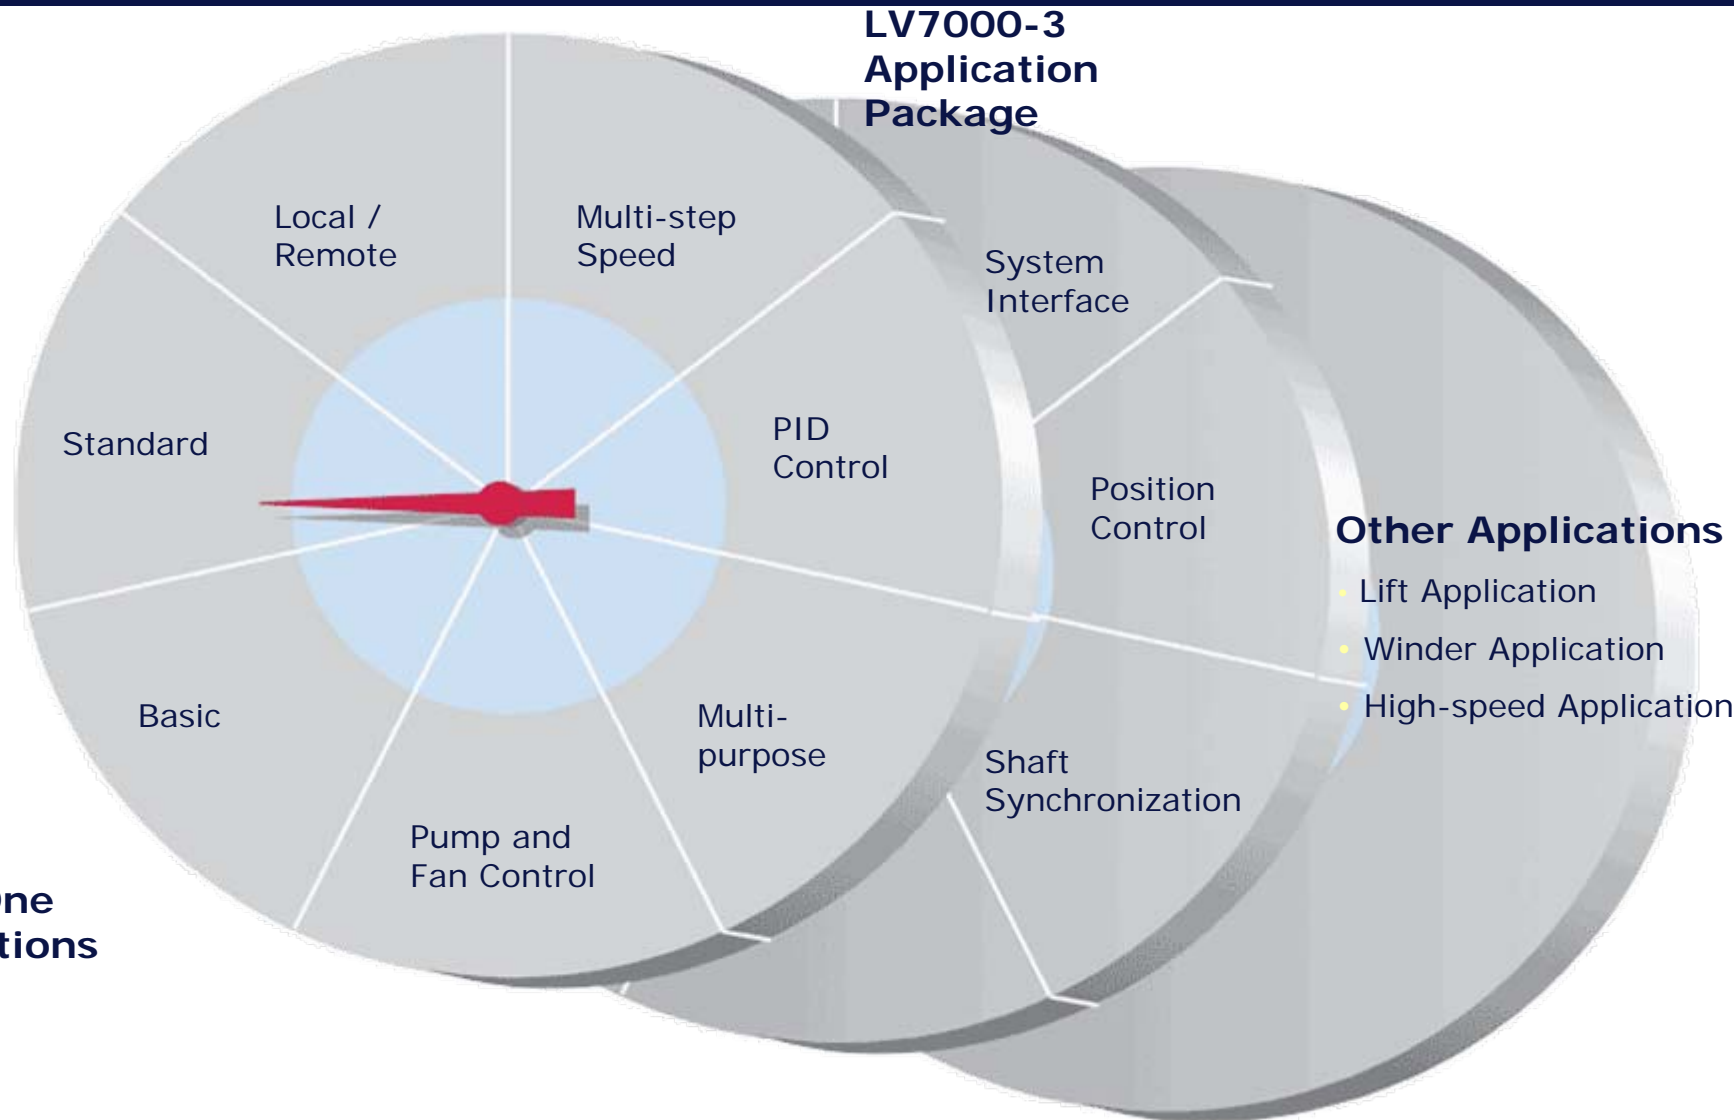 LV7000-3
Application
Package
Local /
Remote
Multi-step
Speed
System
Interface
Standard
PID
Control
Position
Control
Other Applications
• Lift Application
• Winder Application
• High-speed Application
Basic
Multi-
purpose
Shaft
Synchronization
Pump and
Fan Control